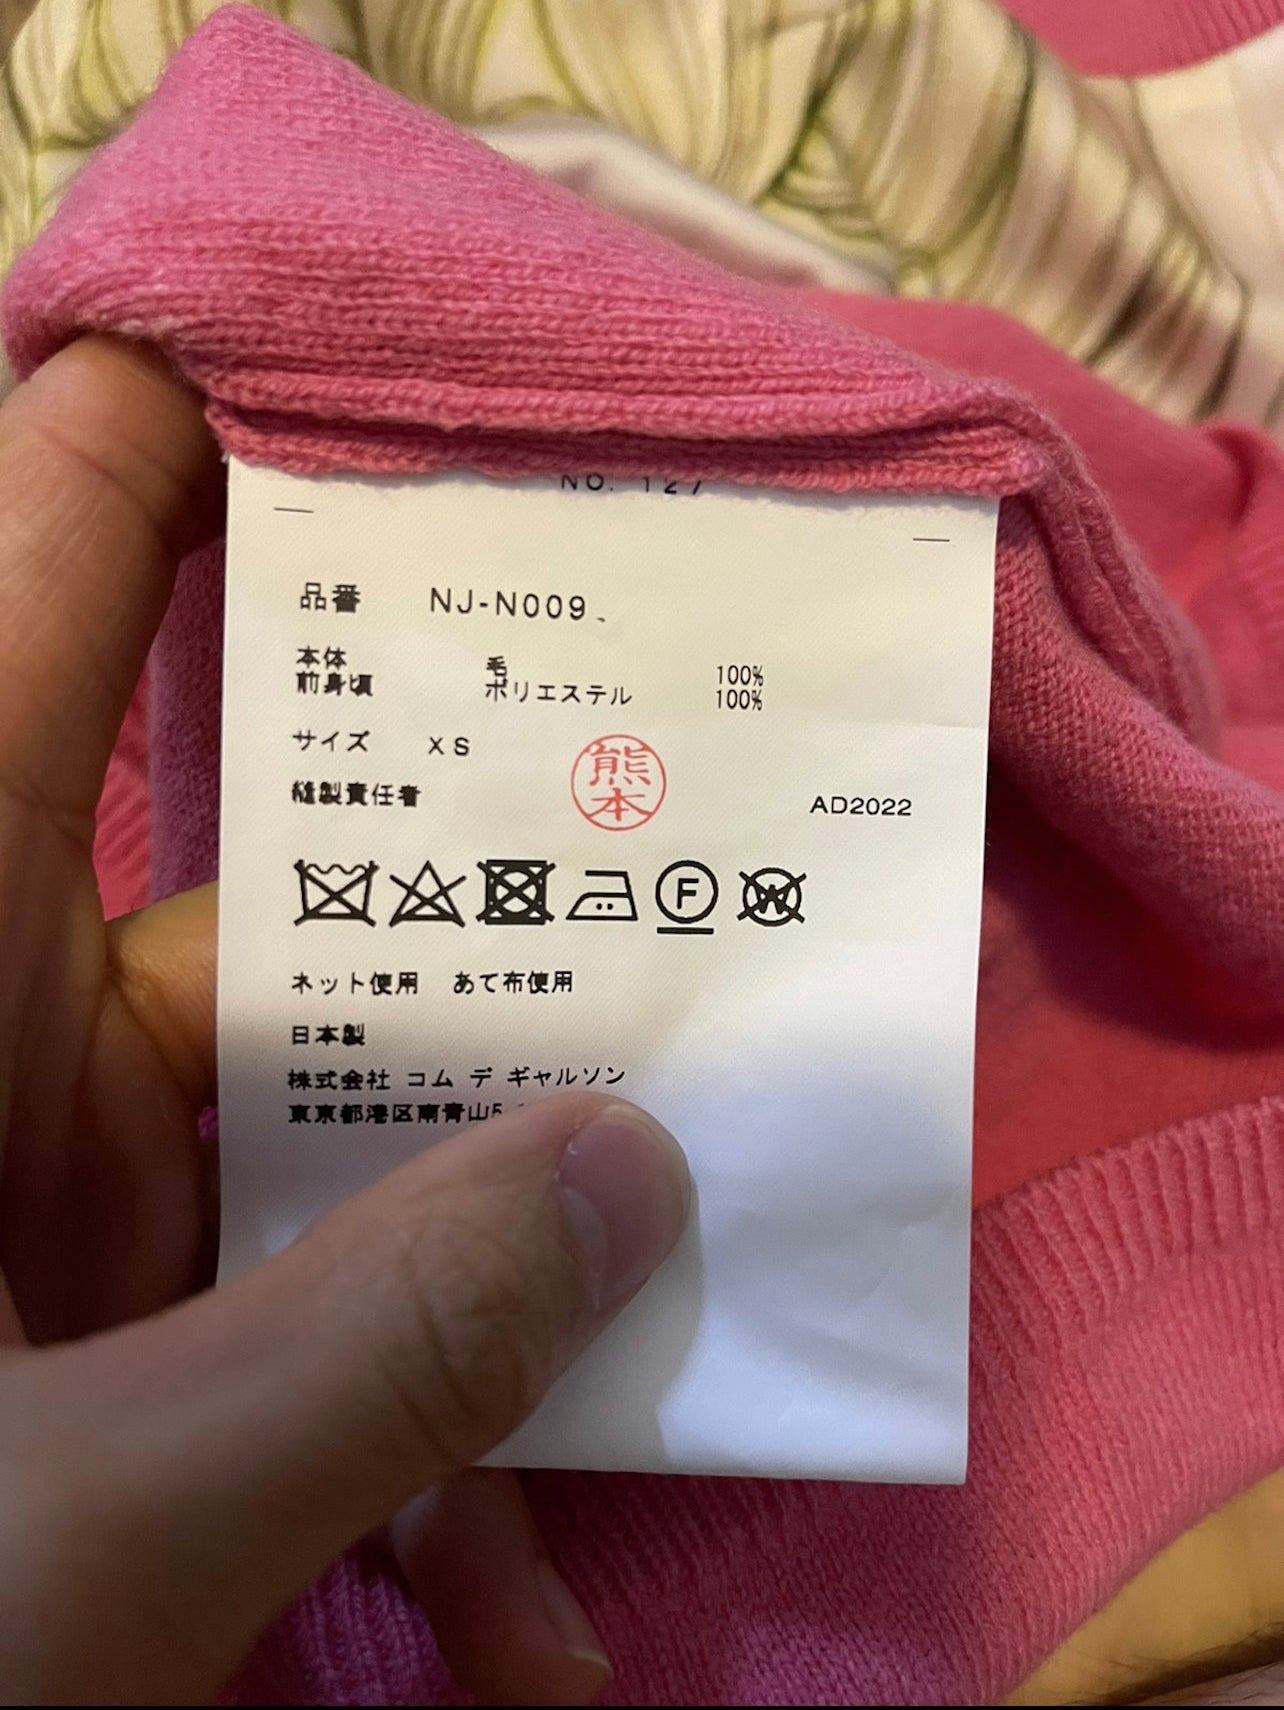 NO. 127
品番 NJ-N009
本体 毛 100%
前身頃 ポリエステル 100%
サイズ XS
縫製責任者 熊本 AD2022
F W
ネット使用 あて布使用
日本製
株式会社 コム デ ギャルソン
東京都港区南青山5